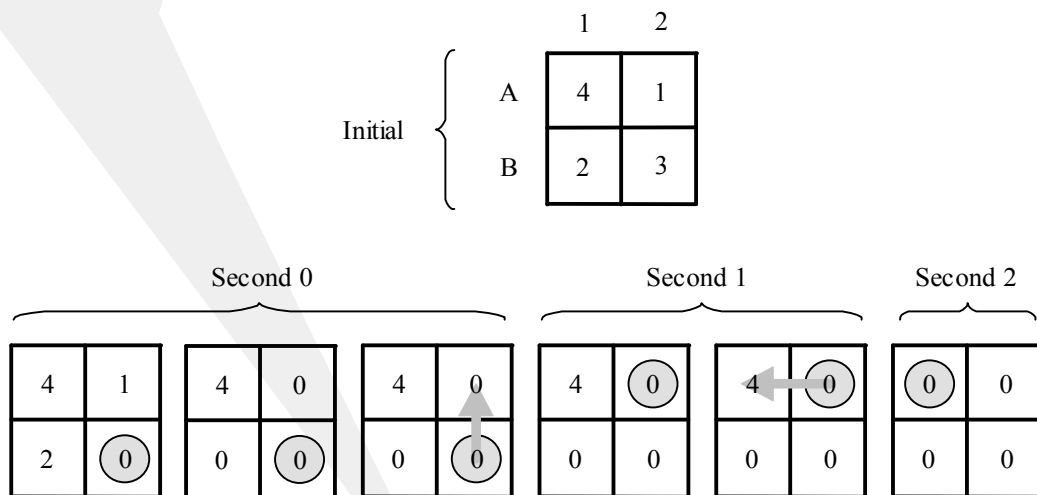 1 2
A 4 1
Initial
B 2 3
Second 0 Second 1 Second 2
4 1 4 0 4 0 4 0 4 0 0 0
2 0 0 0 0 0 0 0 0 0 0 0